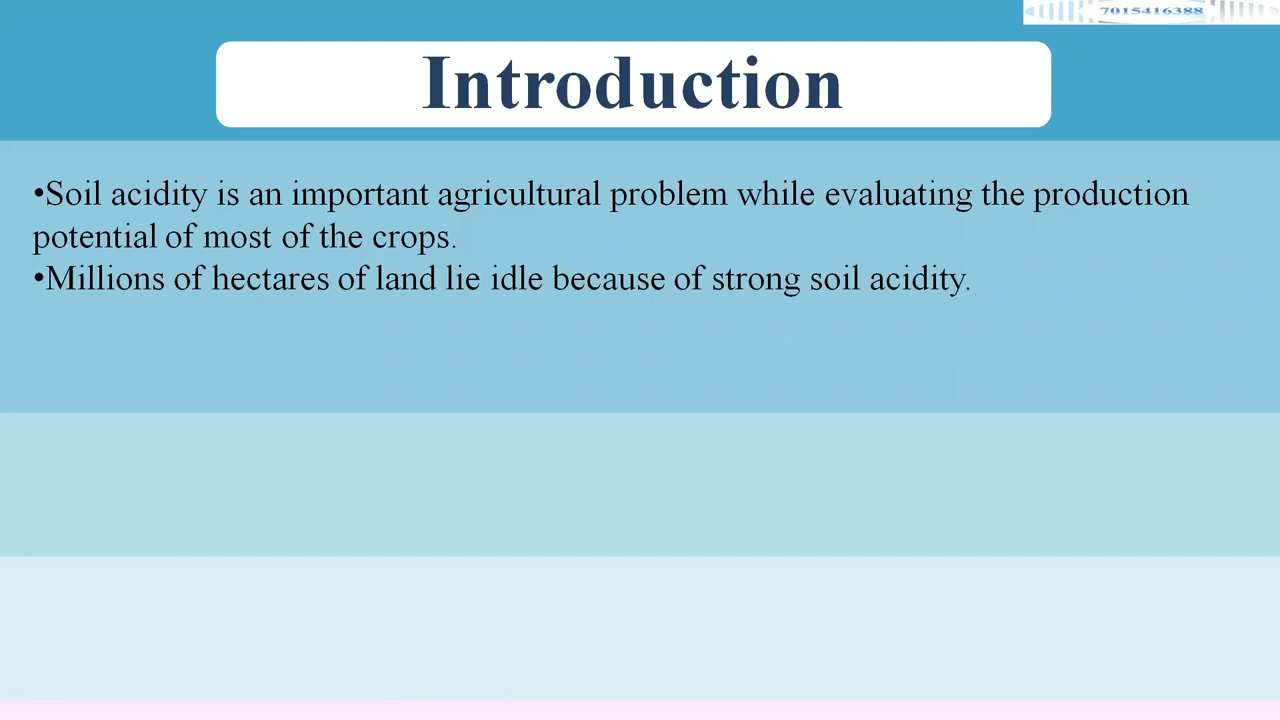 7015416388
Introduction
•Soil acidity is an important agricultural problem while evaluating the production
potential of most of the crops.
•Millions of hectares of land lie idle because of strong soil acidity.